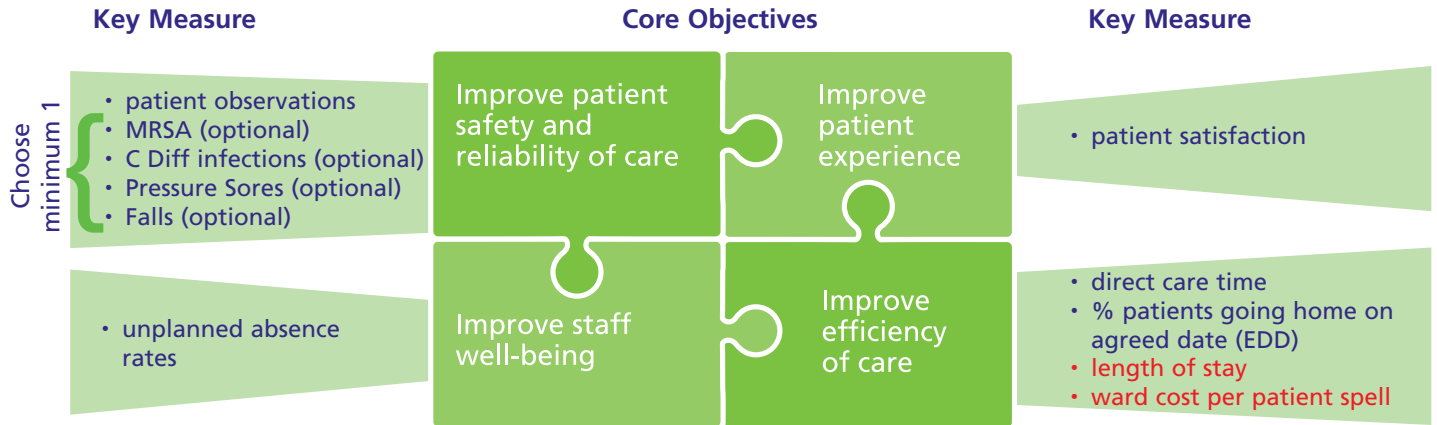 Key Measure
Core Objectives
Key Measure
Choose
minimum 1
• patient observations
• MRSA (optional)
• C Diff infections (optional)
• Pressure Sores (optional)
• Falls (optional)
Improve patient
safety and
reliability of care
Improve
patient
experience
• patient satisfaction
• unplanned absence
rates
Improve staff
well-being
Improve
efficiency
of care
• direct care time
• % patients going home on
agreed date (EDD)
• length of stay
• ward cost per patient spell